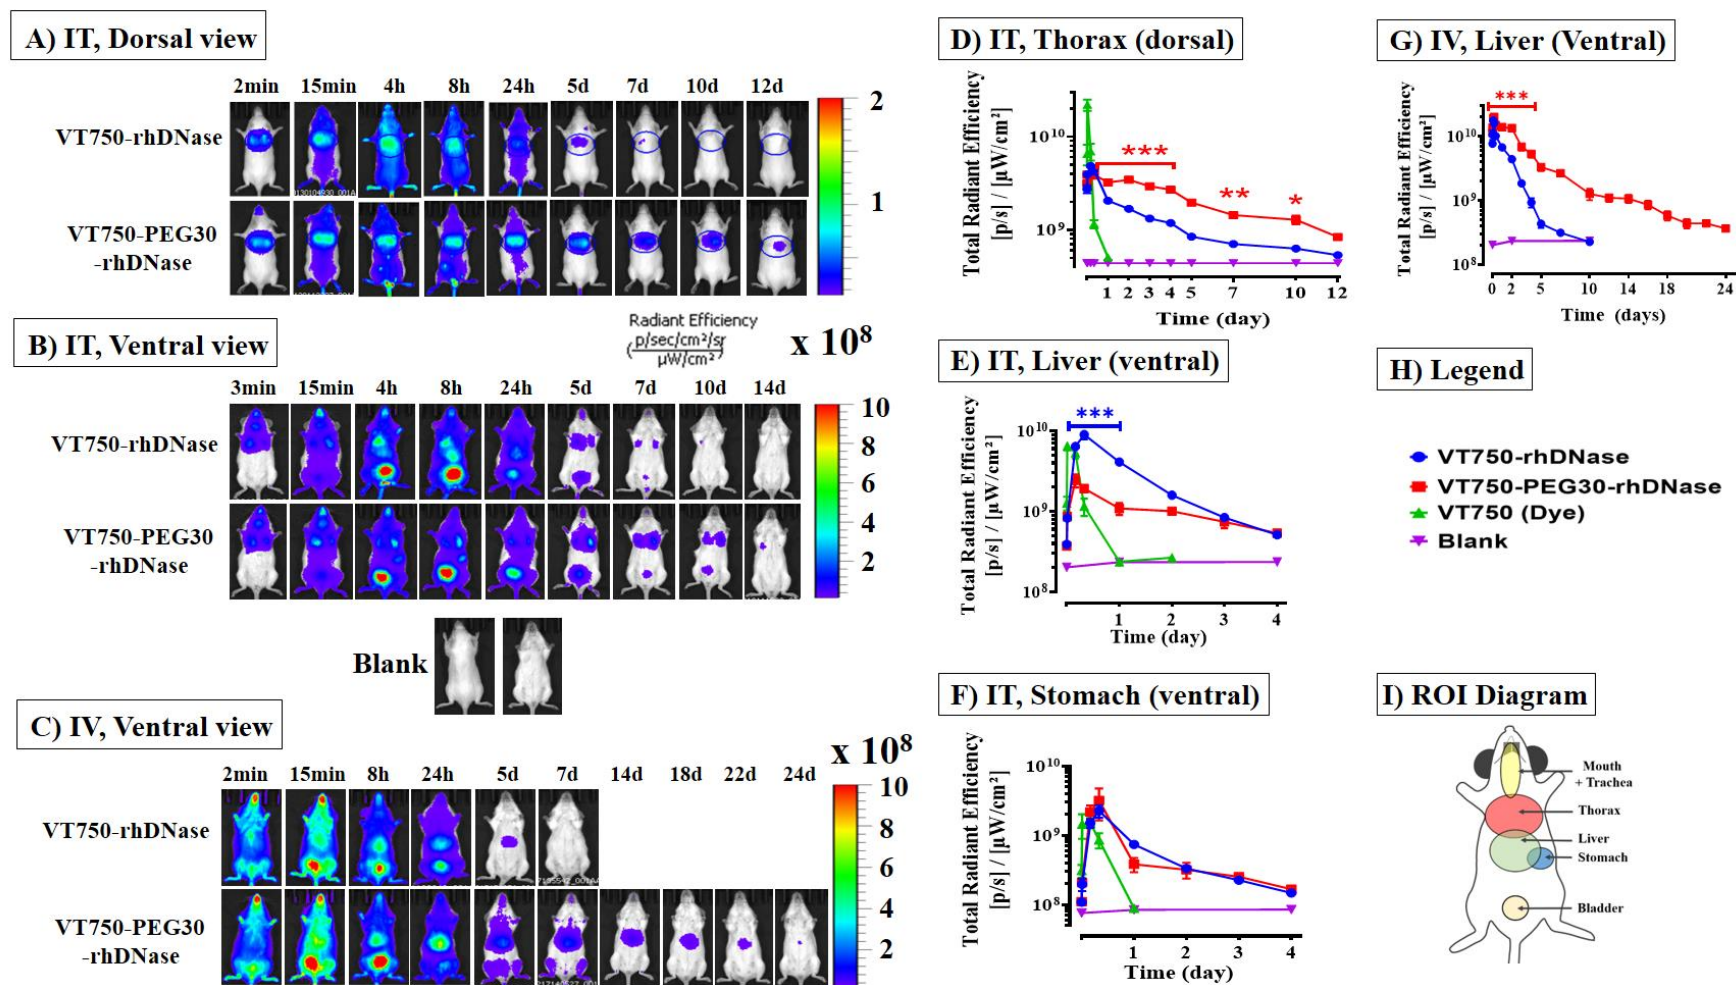 A) IT, Dorsal view
2min 15min 4h 8h 24h 5d 7d 10d 12d
VT750-rhDNase
VT750-PEG30
-rhDNase
2
1
B) IT, Ventral view
Radiant Efficiency
(p/sec/cm²/sr
µW/cm²)
x 10⁸
3min 15min 4h 8h 24h 5d 7d 10d 14d
VT750-rhDNase
VT750-PEG30
-rhDNase
10
8
6
4
2
Blank
C) IV, Ventral view
x 10⁸
2min 15min 8h 24h 5d 7d 14d 18d 22d 24d
VT750-rhDNase
VT750-PEG30
-rhDNase
10
8
6
4
2
D) IT, Thorax (dorsal)
Total Radiant Efficiency
[p/s] / [µW/cm²]
10¹⁰
10⁹
***
**
*
1 2 3 4 5 7 10 12
Time (day)
E) IT, Liver (ventral)
Total Radiant Efficiency
[p/s] / [µW/cm²]
10¹⁰
10⁹
10⁸
***
1 2 3 4
Time (day)
F) IT, Stomach (ventral)
Total Radiant Efficiency
[p/s] / [µW/cm²]
10¹⁰
10⁹
10⁸
1 2 3 4
Time (day)
G) IV, Liver (Ventral)
Total Radiant Efficiency
[p/s] / [µW/cm²]
10¹⁰
10⁹
10⁸
***
0 2 5 10 14 18 24
Time (days)
H) Legend
VT750-rhDNase
VT750-PEG30-rhDNase
VT750 (Dye)
Blank
I) ROI Diagram
Mouth
+ Trachea
Thorax
Liver
Stomach
Bladder